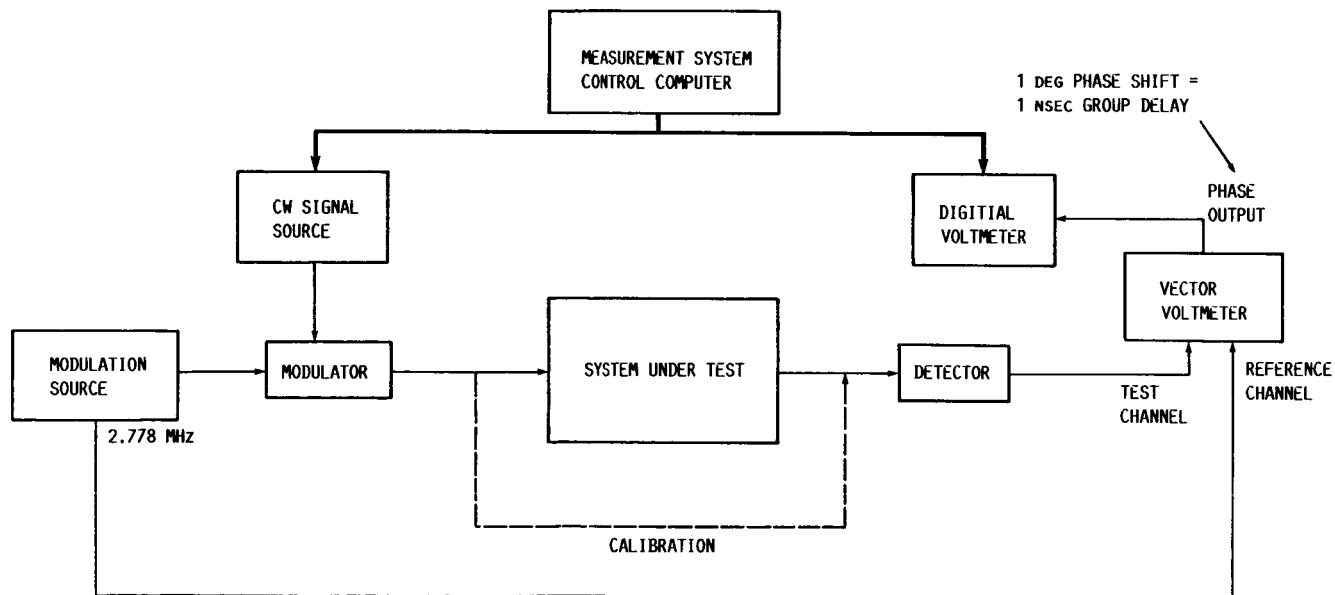 MEASUREMENT SYSTEM
CONTROL COMPUTER
1 DEG PHASE SHIFT =
1 NSEC GROUP DELAY
CW SIGNAL
SOURCE
DIGITIAL
VOLTMETER
PHASE
OUTPUT
VECTOR
VOLTMETER
MODULATION
SOURCE
MODULATOR
SYSTEM UNDER TEST
DETECTOR
REFERENCE
CHANNEL
TEST
CHANNEL
2.778 MHz
CALIBRATION